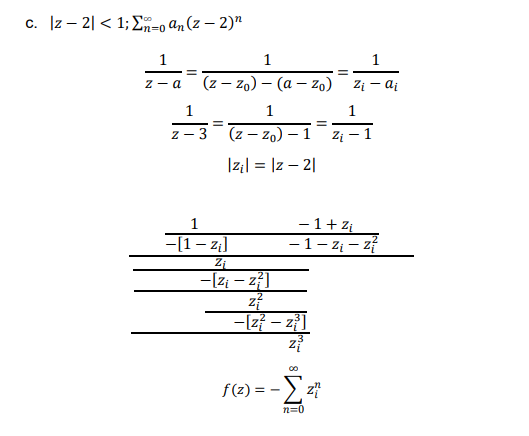 c. |z − 2| < 1; ∑_{n=0}^{∞} a_n(z − 2)^n
1/(z − a) = 1/((z − z_0) − (a − z_0)) = 1/(z_i − a_i)
1/(z − 3) = 1/((z − z_0) − 1) = 1/(z_i − 1)
|z_i| = |z − 2|
1 − 1 + z_i
−[1 − z_i] − 1 − z_i − z_i^2
z_i
−[z_i − z_i^2]
z_i^2
−[z_i^2 − z_i^3]
z_i^3
f(z) = − ∑_{n=0}^{∞} z_i^n